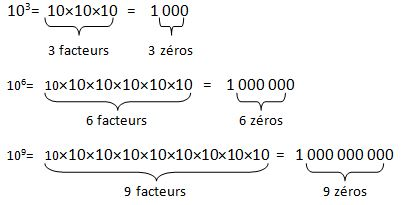 10³= 10×10×10 = 1 000
3 facteurs 3 zéros
10⁶= 10×10×10×10×10×10 = 1 000 000
6 facteurs 6 zéros
10⁹= 10×10×10×10×10×10×10×10×10 = 1 000 000 000
9 facteurs 9 zéros